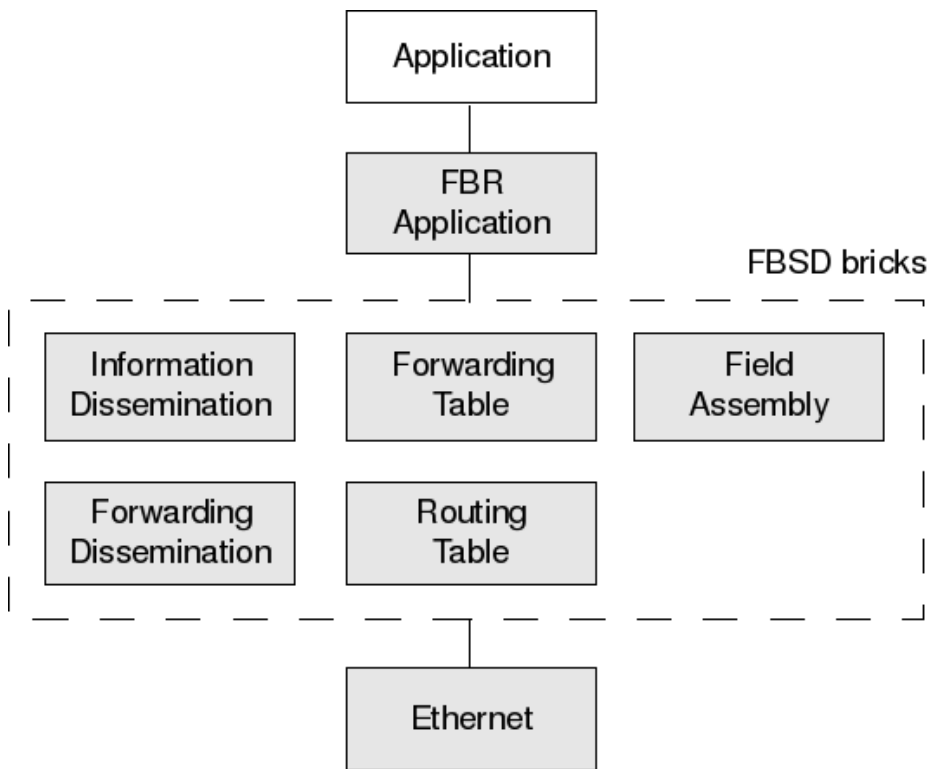 Application
FBR
Application
FBSD bricks
Information
Dissemination
Forwarding
Table
Field
Assembly
Forwarding
Dissemination
Routing
Table
Ethernet